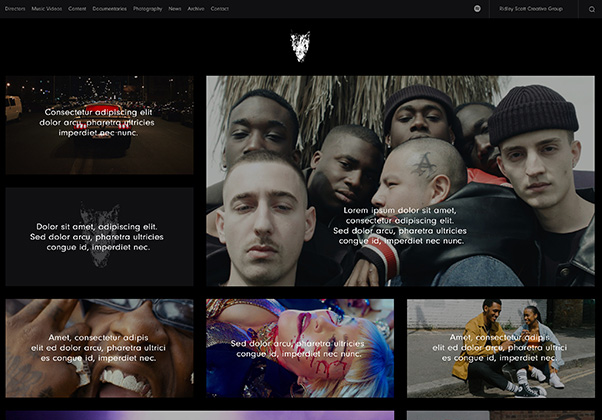 Directors Music Videos Content Documentaries Photography News Archive Contact
Ridley Scott Creative Group
Consectetur adipiscing elit
dolor arcu, pharetra ultricies
imperdiet nec nunc.
Lorem ipsum dolor sit amet,
consectetur adipiscing elit.
Sed dolor arcu, pharetra ultricies
congue id, imperdiet nec nunc.
Dolor sit amet, adipiscing elit.
Sed dolor arcu, pharetra ultricies
congue id, imperdiet nec.
Amet, consectetur adipis
elit ed dolor arcu, pharetra ultrici
es congue id, imperdiet nec.
Sed dolor arcu, pharetra ultricies
congue id, imperdiet nec nunc.
Amet, consectetur adipis
elit ed dolor arcu, pharetra ultrici
es congue id, imperdiet nec.